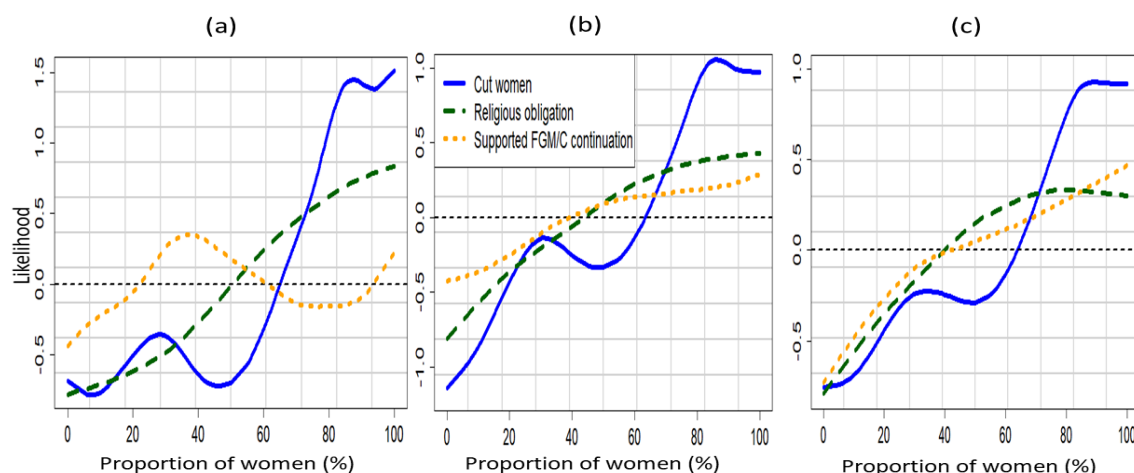 (a) (b) (c)
Likelihood
1.5
1.0
0.5
0.0
-0.5
0 20 40 60 80 100
Proportion of women (%)
1.0
0.5
0.0
-0.5
-1.0
Cut women
Religious obligation
Supported FGM/C continuation
0 20 40 60 80 100
Proportion of women (%)
1.0
0.5
0.0
-0.5
0 20 40 60 80 100
Proportion of women (%)